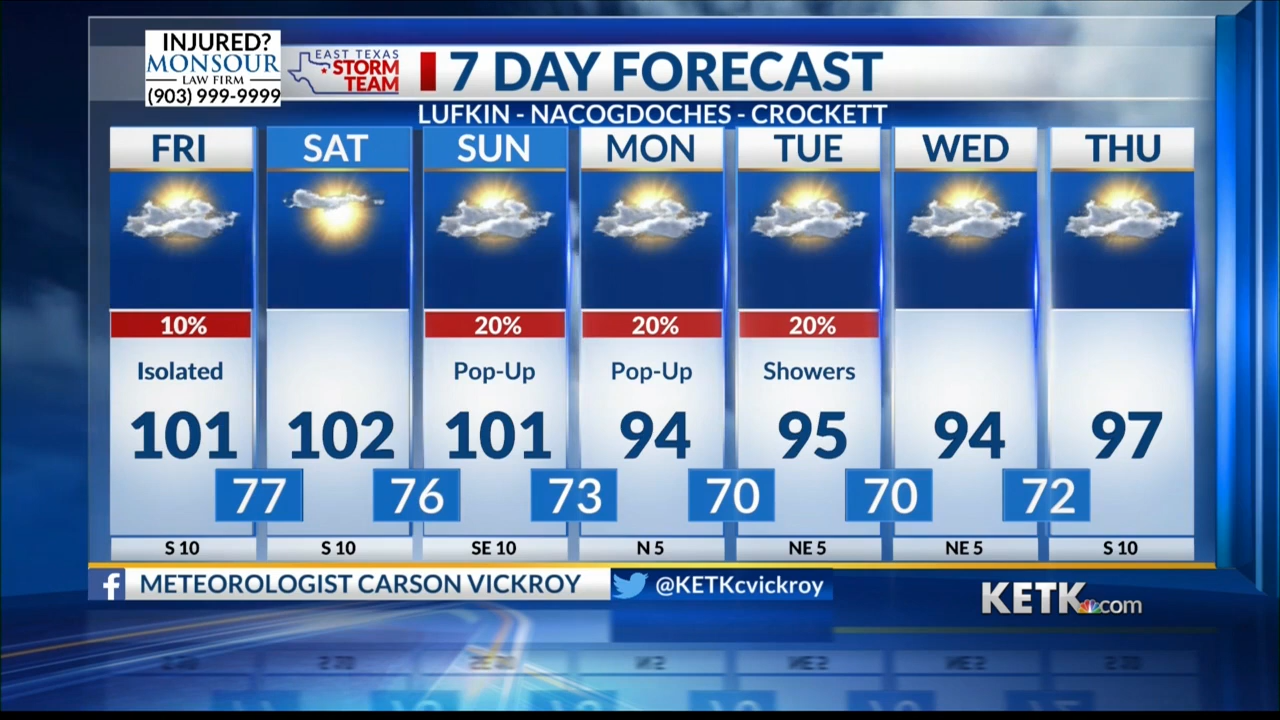 INJURED?
MONSOUR
LAW FIRM
(903) 999-9999
EAST TEXAS
STORM
TEAM
7 DAY FORECAST
LUFKIN - NACOGDOCHES - CROCKETT
FRI SAT SUN MON TUE WED THU
10% 20% 20% 20%
Isolated Pop-Up Pop-Up Showers
101 102 101 94 95 94 97
77 76 73 70 70 72
S 10 S 10 SE 10 N 5 NE 5 NE 5 S 10
f METEOROLOGIST CARSON VICKROY @KETKcvickroy
KETK.com